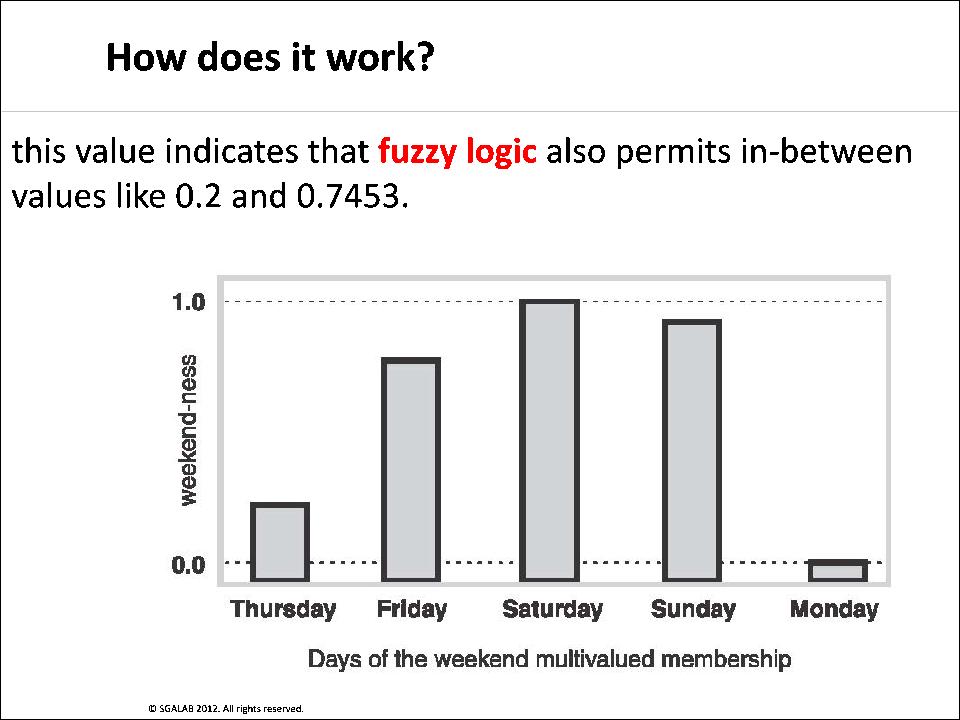 How does it work?
this value indicates that fuzzy logic also permits in-between
values like 0.2 and 0.7453.
1.0
weekend-ness
0.0
Thursday Friday Saturday Sunday Monday
Days of the weekend multivalued membership
© SGALAB 2012. All rights reserved.